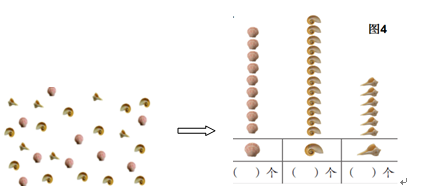 图4
( ) 个 ( ) 个 ( ) 个